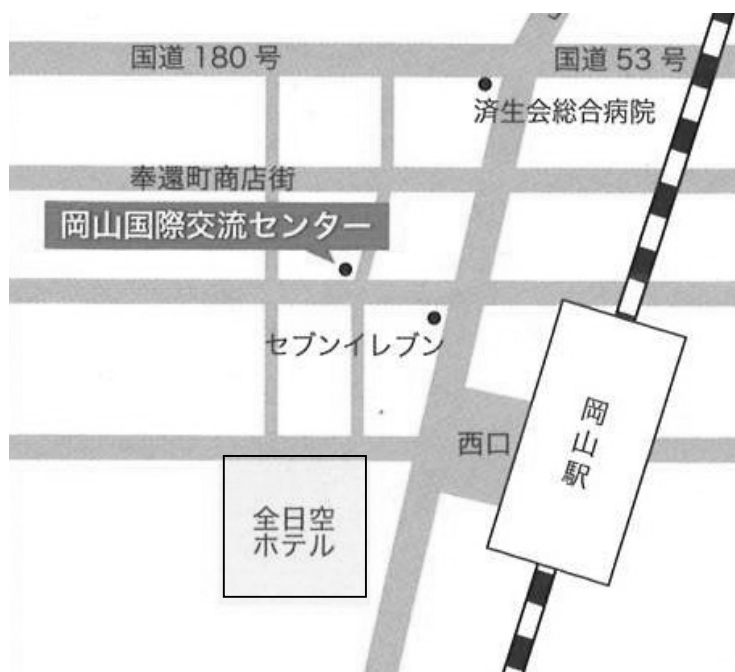 国道 180 号
国道 53 号
済生会総合病院
奉還町商店街
岡山国際交流センター
セブンイレブン
西口
岡山駅
全日空
ホテル